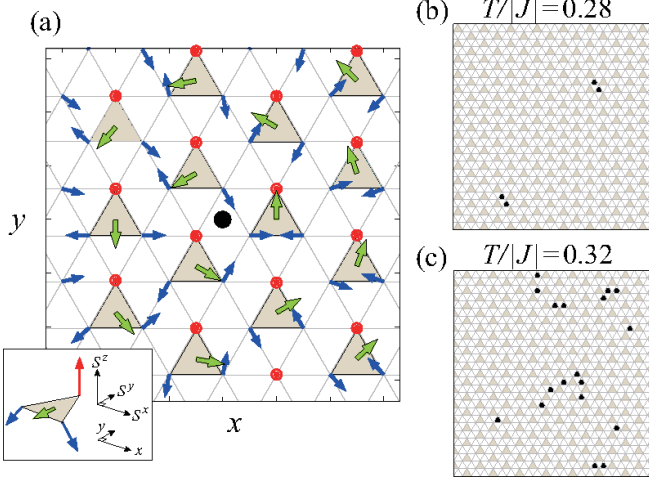 (a)
y
x
S^z
S^y
S^x
y
x
(b)
T/|J|=0.28
(c)
T/|J|=0.32